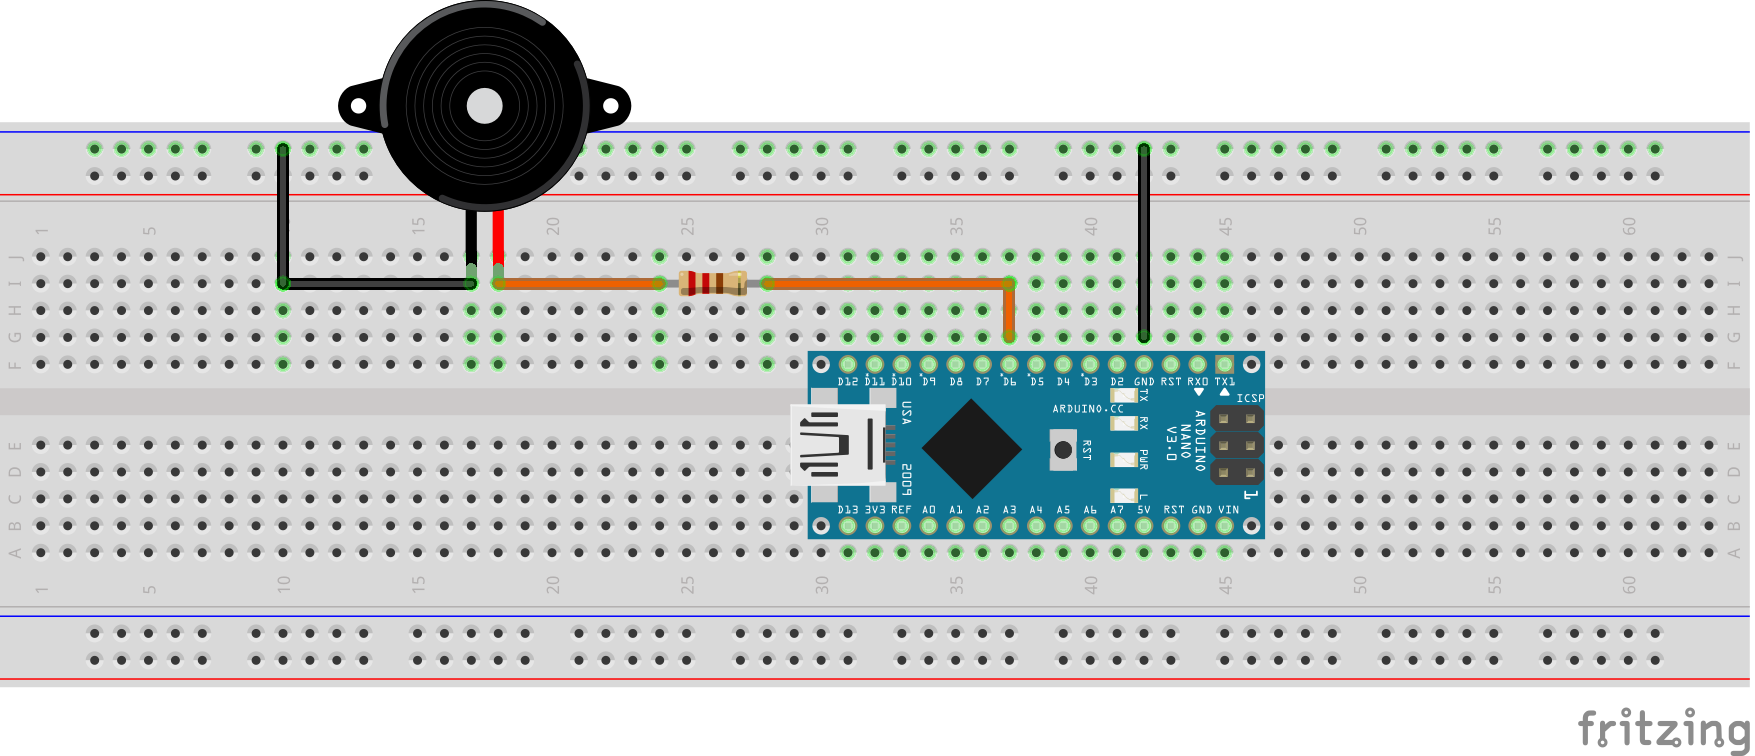 1 5 15 20 25 30 35 40 45 50 55 60
J J
I I
H H
G G
F F
D12 D11 D10 D9 D8 D7 D6 D5 D4 D3 D2 GND RST RX0 TX1
ICSP
USA
ARDUINO.CC
TX
RX
RST
PWR
L
ARDUINO
NANO
V3.0
2009
1
D13 3V3 REF A0 A1 A2 A3 A4 A5 A6 A7 5V RST GND VIN
E E
D D
C C
B B
A A
1 5 10 15 20 25 30 35 40 45 50 55 60
fritzing